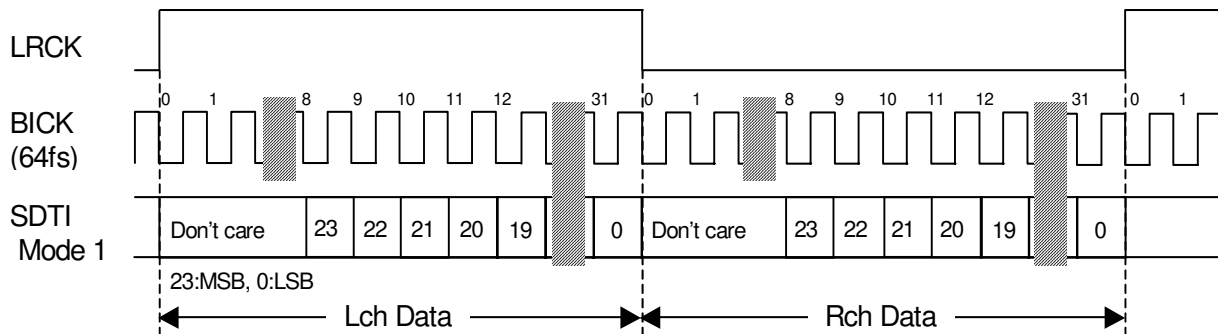 LRCK
0 1 8 9 10 11 12 31 0 1 8 9 10 11 12 31 0 1
BICK
(64fs)
SDTI
Mode 1
Don't care 23 22 21 20 19 0 Don't care 23 22 21 20 19 0
23:MSB, 0:LSB
Lch Data Rch Data